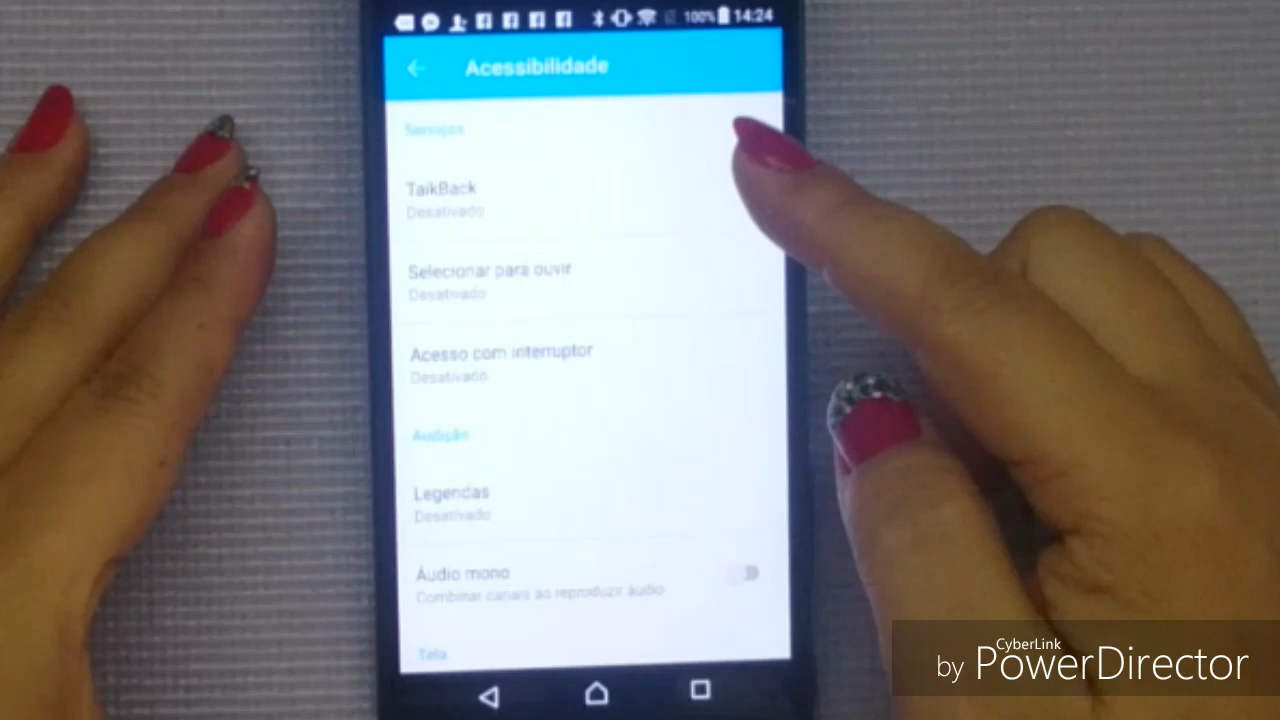 100% 14:24
Acessibilidade
Serviços
TalkBack
Desativado
Selecionar para ouvir
Desativado
Acesso com interruptor
Desativado
Audição
Legendas
Desativado
Áudio mono
Combinar canais ao reproduzir áudio
Tela
CyberLink
by PowerDirector